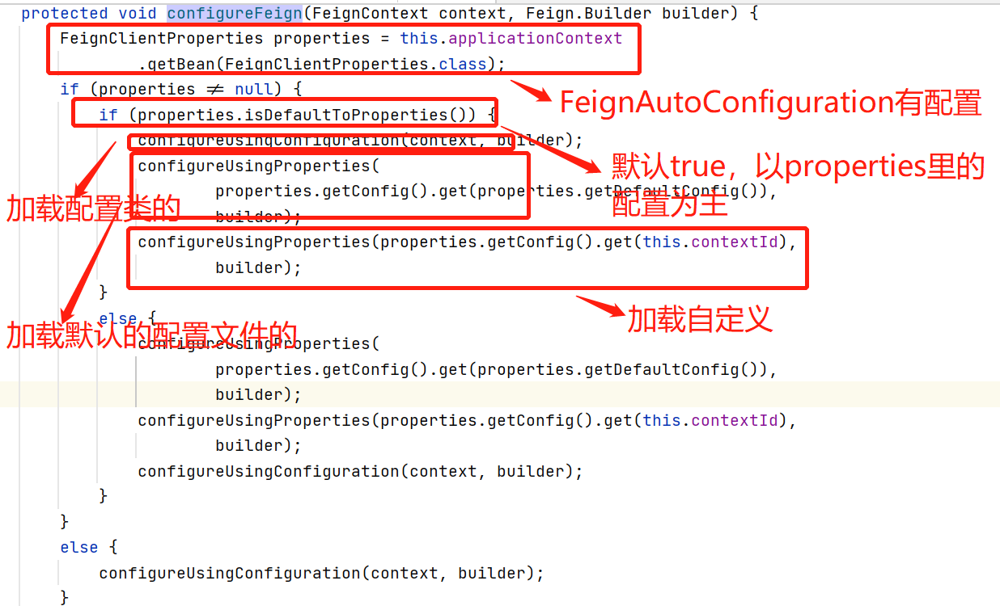 protected void configureFeign(FeignContext context, Feign.Builder builder) {
FeignClientProperties properties = this.applicationContext
.getBean(FeignClientProperties.class);
if (properties ≠ null) {
FeignAutoConfiguration有配置
if (properties.isDefaultToProperties()) {
configureUsingConfiguration(context, builder);
configureUsingProperties(
默认true，以properties里的
properties.getConfig().get(properties.getDefaultConfig()),
配置为主
加载配置类的
builder);
configureUsingProperties(properties.getConfig().get(this.contextId),
builder);
}
else {
加载自定义
加载默认的配置文件的
configureUsingProperties(
properties.getConfig().get(properties.getDefaultConfig()),
builder);
configureUsingProperties(properties.getConfig().get(this.contextId),
builder);
configureUsingConfiguration(context, builder);
}
}
else {
configureUsingConfiguration(context, builder);
}